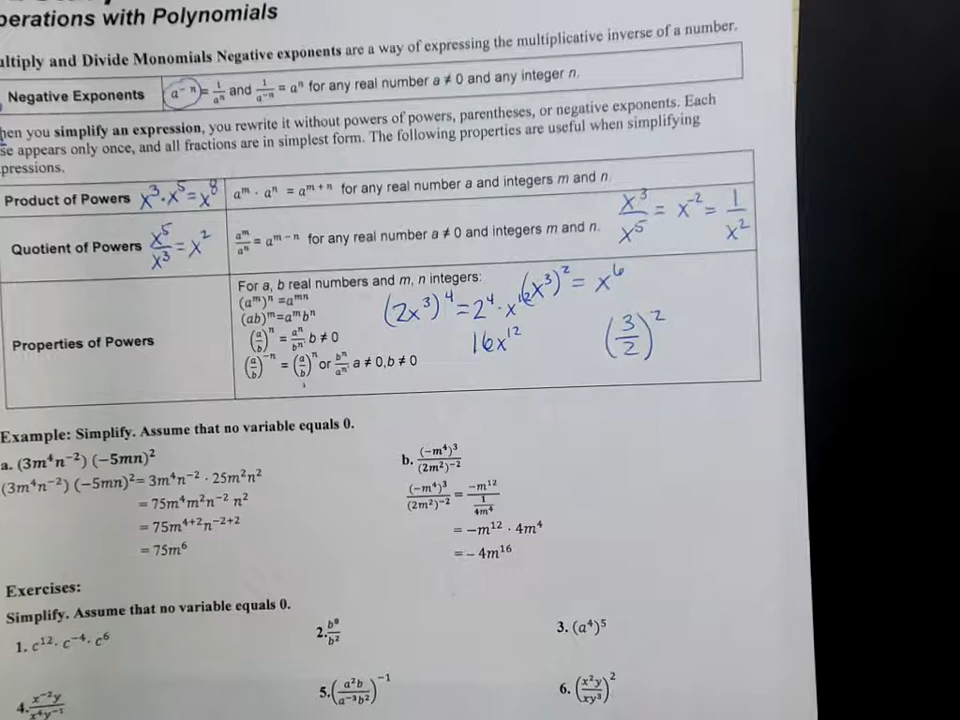 perations with Polynomials
ultiply and Divide Monomials Negative exponents are a way of expressing the multiplicative inverse of a number.
Negative Exponents a⁻ⁿ = 1/aⁿ and 1/a⁻ⁿ = aⁿ for any real number a ≠ 0 and any integer n.
hen you simplify an expression, you rewrite it without powers of powers, parentheses, or negative exponents. Each
se appears only once, and all fractions are in simplest form. The following properties are useful when simplifying
pressions.
Product of Powers x³·x⁵=x⁸ aᵐ · aⁿ = aᵐ⁺ⁿ for any real number a and integers m and n.
Quotient of Powers x⁵/x³ = x² aᵐ/aⁿ = aᵐ⁻ⁿ for any real number a ≠ 0 and integers m and n. x³/x⁵ = x⁻² = 1/x²
Properties of Powers
For a, b real numbers and m, n integers:
(aᵐ)ⁿ =aᵐⁿ
(ab)ᵐ=aᵐbⁿ
(a/b)ⁿ = aⁿ/bⁿ, b ≠ 0
(a/b)⁻ⁿ = (a/b)ⁿ or bⁿ/aⁿ, a ≠ 0,b ≠ 0
(x³)² = x⁶
(2x³)⁴=2⁴·x¹²
16x¹²
(3/2)⁻²
Example: Simplify. Assume that no variable equals 0.
a. (3m⁴n⁻²) (−5mn)²
(3m⁴n⁻²) (−5mn)²= 3m⁴n⁻² · 25m²n²
= 75m⁴m²n⁻² n²
= 75m⁴⁺²n⁻²⁺²
= 75m⁶
b. (−m⁴)³/(2m²)⁻²
(−m⁴)³/(2m²)⁻² = −m¹²/(1/4m⁴)
= −m¹² · 4m⁴
= − 4m¹⁶
Exercises:
Simplify. Assume that no variable equals 0.
1. c¹²· c⁻⁴· c⁶
2. b⁸/b²
3. (a⁴)⁵
4. x⁻²y/x⁴y⁻¹
5. (a²b/a⁻³b²)⁻¹
6. (x²y/xy³)²